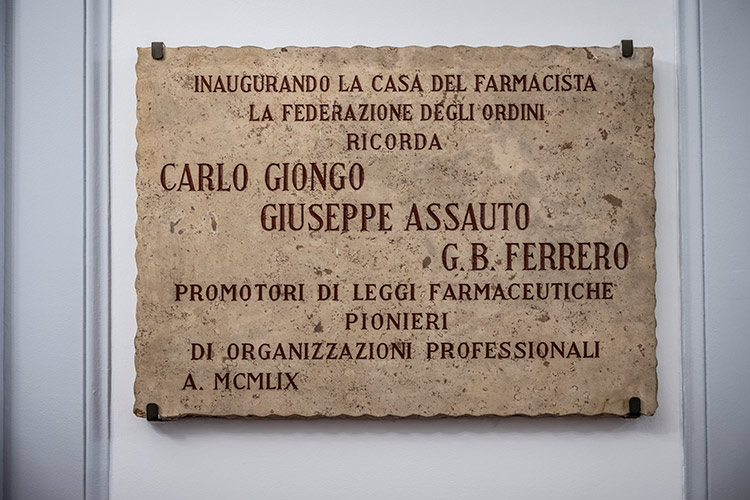 INAUGURANDO LA CASA DEL FARMACISTA
LA FEDERAZIONE DEGLI ORDINI
RICORDA
CARLO GIONGO
GIUSEPPE ASSAUTO
G. B. FERRERO
PROMOTORI DI LEGGI FARMACEUTICHE
PIONIERI
DI ORGANIZZAZIONI PROFESSIONALI
A. MCMLIX